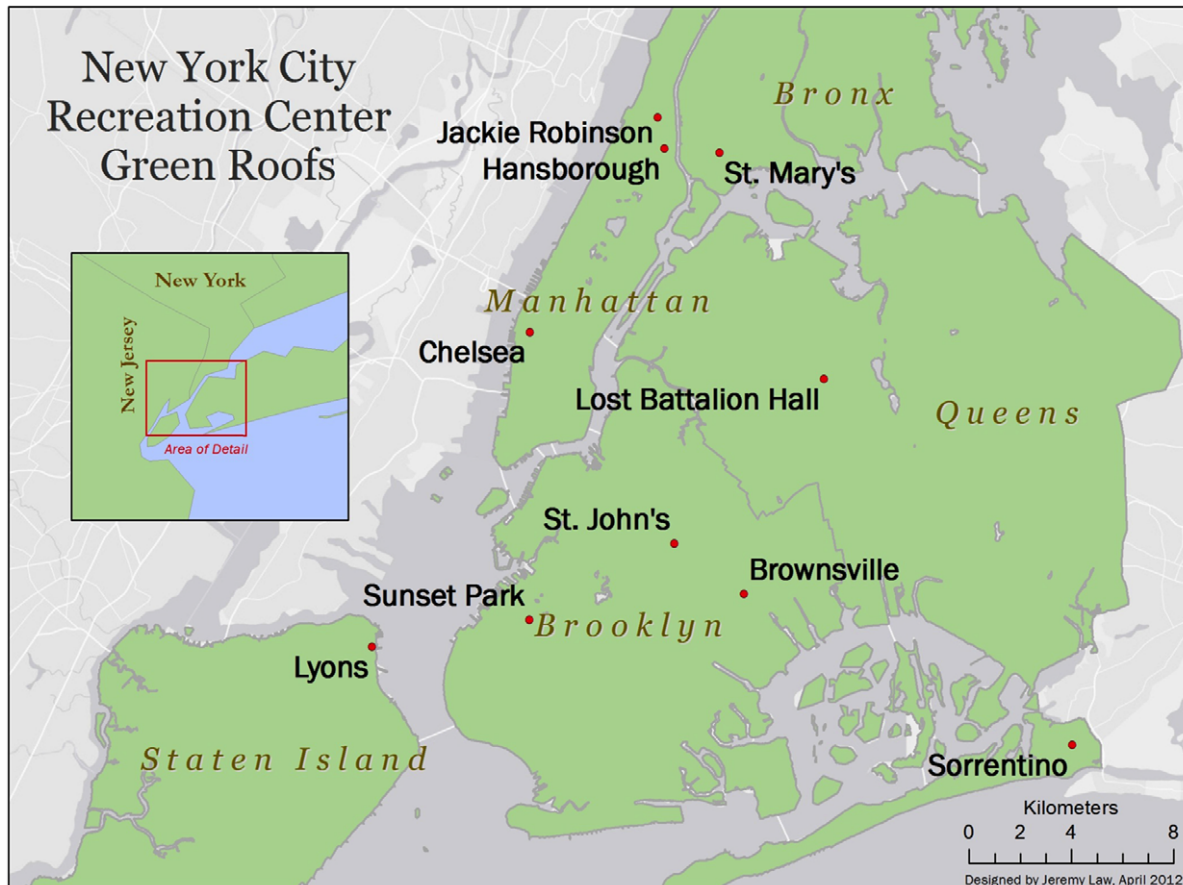 New York City
Recreation Center
Green Roofs
Bronx
Jackie Robinson
Hansborough
St. Mary's
New York
New Jersey
Area of Detail
Manhattan
Chelsea
Lost Battalion Hall
Queens
St. John's
Brownsville
Sunset Park
Brooklyn
Lyons
Staten Island
Sorrentino
Kilometers
0 2 4 8
Designed by Jeremy Law, April 2012